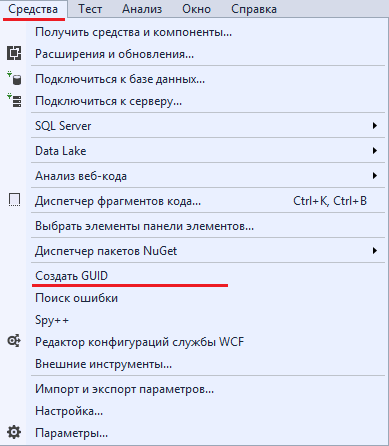 Средства Тест Анализ Окно Справка
Получить средства и компоненты...
Расширения и обновления...
Подключиться к базе данных...
Подключиться к серверу...
SQL Server
Data Lake
Анализ веб-кода
Диспетчер фрагментов кода... Ctrl+K, Ctrl+B
Выбрать элементы панели элементов...
Диспетчер пакетов NuGet
Создать GUID
Поиск ошибки
Spy++
Редактор конфигураций службы WCF
Внешние инструменты...
Импорт и экспорт параметров...
Настройка...
Параметры...